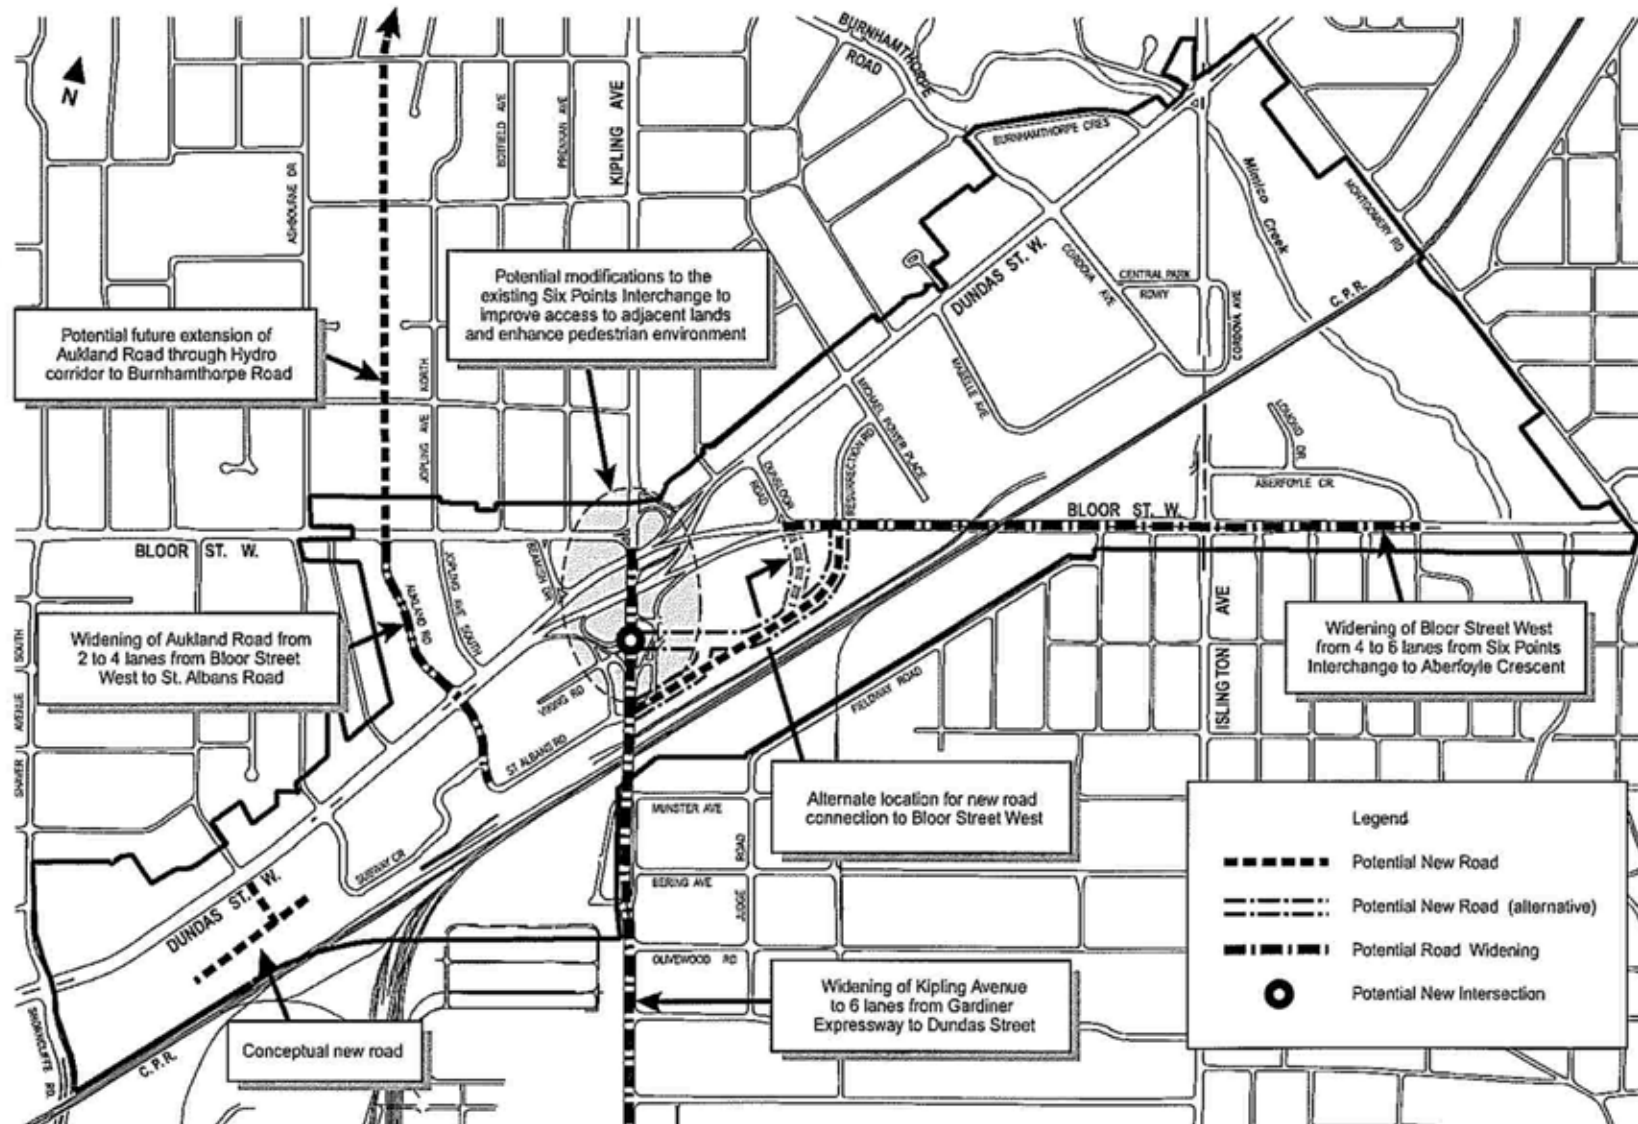 BURNHAMTHORPE
ROAD
N
BOTFIELD AVE
PRENNAN AVE
KIPLING AVE
ASHBOURNE DR
BURNHAMTHORPE CRES
Mimico Creek
MONTGOMERY RD
Potential modifications to the
existing Six Points Interchange to
improve access to adjacent lands
and enhance pedestrian environment
DUNDAS ST. W.
CORDOVA AVE
CENTRAL PARK
RDWY
CORDOVA AVE
C. P. R.
Potential future extension of
Aukland Road through Hydro
corridor to Burnhamthorpe Road
JOPLING AVE NORTH
MABELLE AVE
MICHAEL POWER PLACE
DUNBLOOR
ROAD
RESURRECTION RD
LOMOND DR
ABERFOYLE CR.
BLOOR ST. W.
BLOOR ST. W.
BEAMISH DR
AUKLAND RD
JOPLING AVE SOUTH
ISLINGTON AVE
Widening of Aukland Road from
2 to 4 lanes from Bloor Street
West to St. Albans Road
Widening of Bloor Street West
from 4 to 6 lanes from Six Points
Interchange to Aberfoyle Crescent
SHAVER AVENUE SOUTH
VIKING RD
FIELDWAY ROAD
ST ALBANS RD
Alternate location for new road
connection to Bloor Street West
MUNSTER AVE
JUDGE ROAD
SUBWAY CR
BERING AVE
DUNDAS ST. W.
OLIVEWOOD RD
Widening of Kipling Avenue
to 6 lanes from Gardiner
Expressway to Dundas Street
Conceptual new road
SHORNCLIFFE RD.
C. P. R.
Legend
Potential New Road
Potential New Road (alternative)
Potential Road Widening
Potential New Intersection